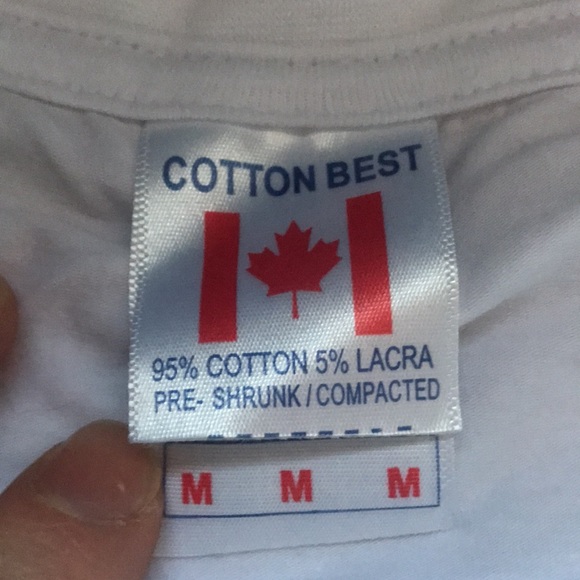 COTTON BEST
95% COTTON 5% LACRA
PRE- SHRUNK / COMPACTED
M M M